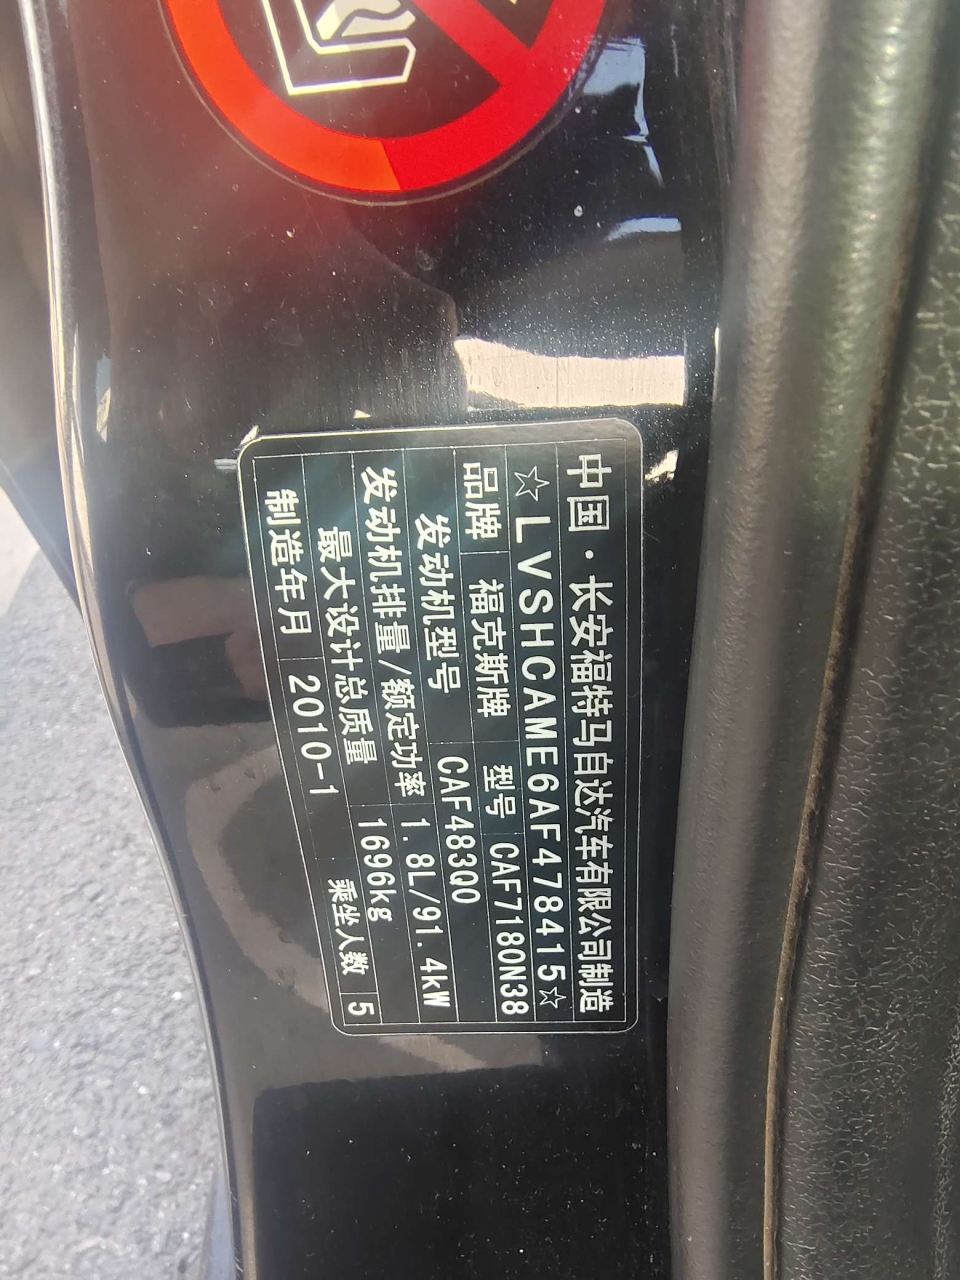 中国·长安福特马自达汽车有限公司制造
☆LVSHCAME6AF478415☆
品牌 福克斯牌 型号 CAF7180N38
发动机型号 CAF483Q0
发动机排量/额定功率 1.8L/91.4kW
最大设计总质量 1696kg
制造年月 2010-1 乘坐人数 5